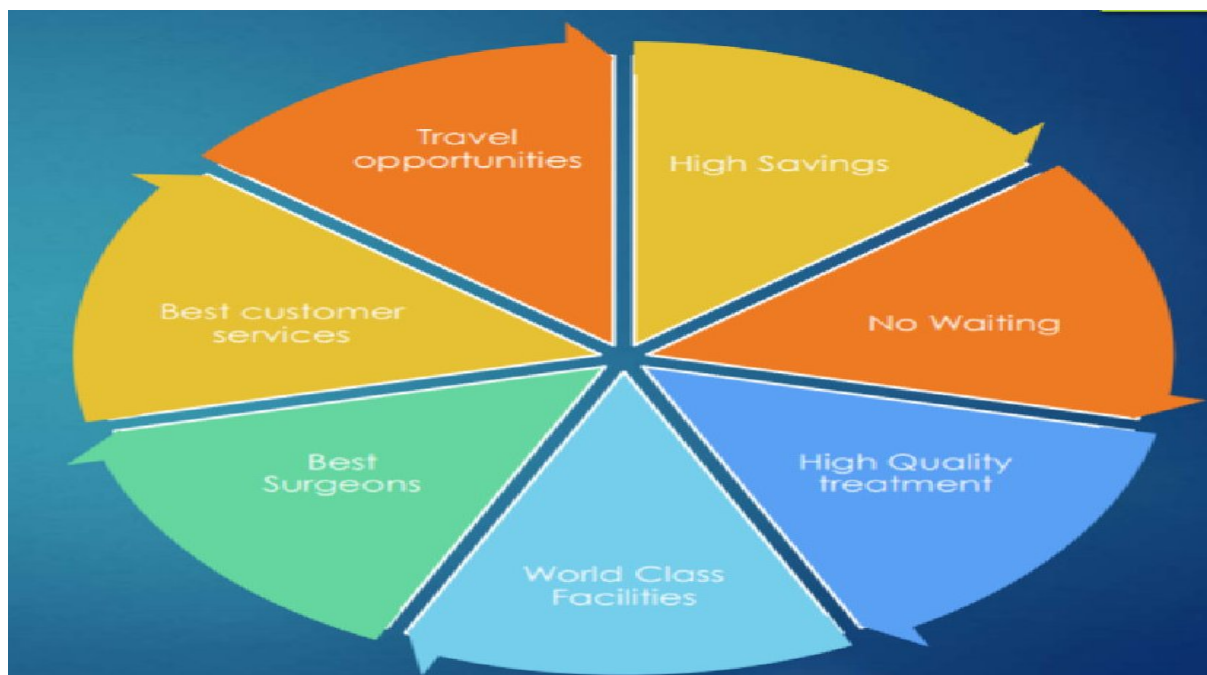 High Savings
No Waiting
High Quality
treatment
World Class
Facilities
Best
Surgeons
Best customer
services
Travel
opportunities